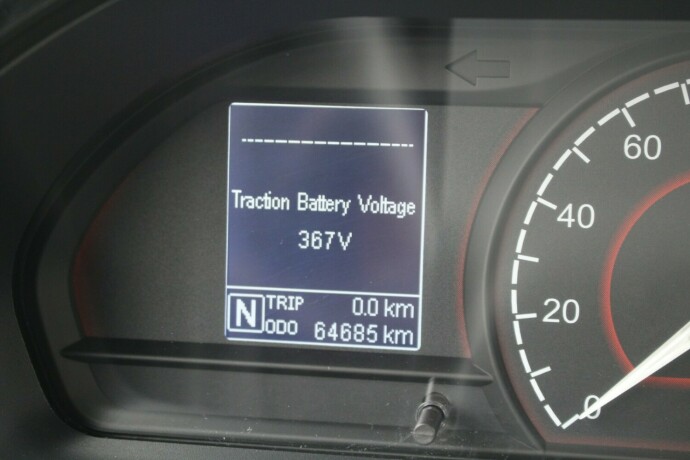 Traction Battery Voltage
367V
N TRIP 0.0 km
ODO 64685 km
60
40
20
0